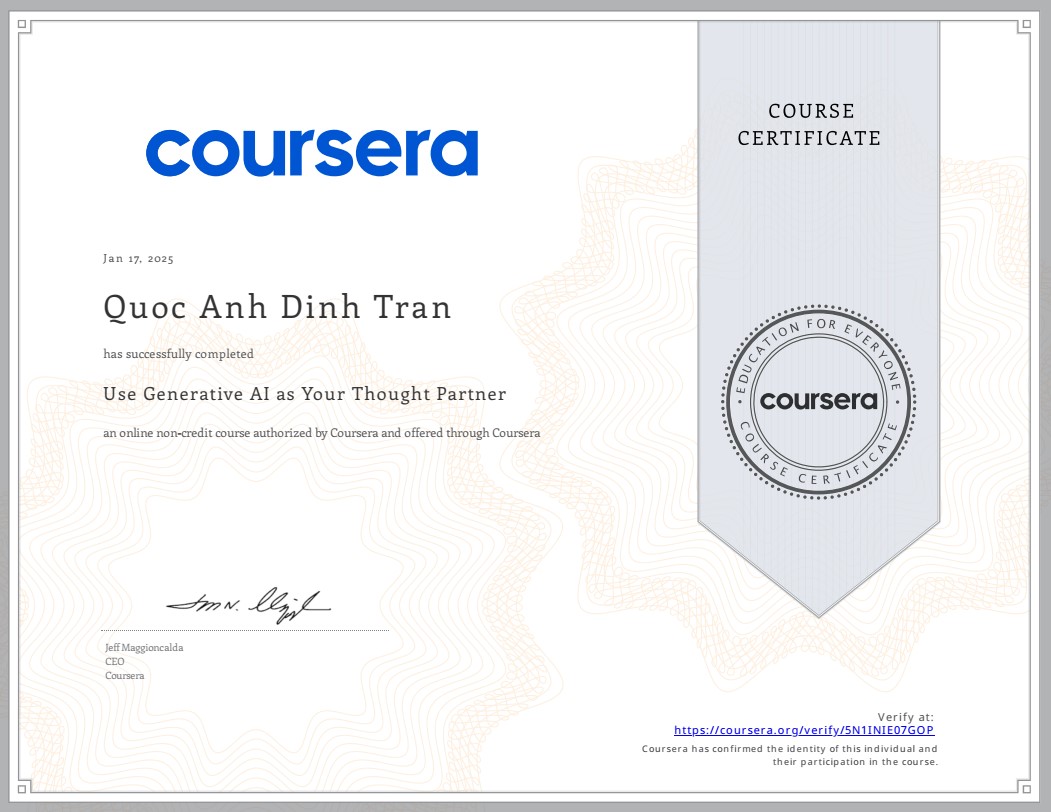 coursera
COURSE
CERTIFICATE
Jan 17, 2025
Quoc Anh Dinh Tran
has successfully completed
Use Generative AI as Your Thought Partner
an online non-credit course authorized by Coursera and offered through Coursera
EDUCATION FOR EVERYONE
coursera
COURSE CERTIFICATE
Jeff Maggioncalda
CEO
Coursera
Verify at:
https://coursera.org/verify/5N1INIE07GOP
Coursera has confirmed the identity of this individual and
their participation in the course.